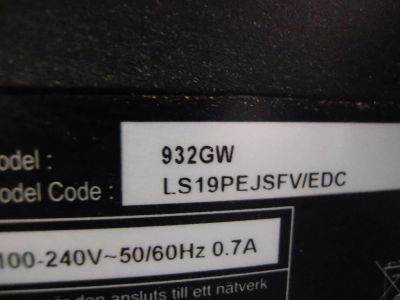 odel : 932GW
odel Code : LS19PEJSFV/EDC
100-240V~50/60Hz 0.7A
den ansluts till ett nätverk